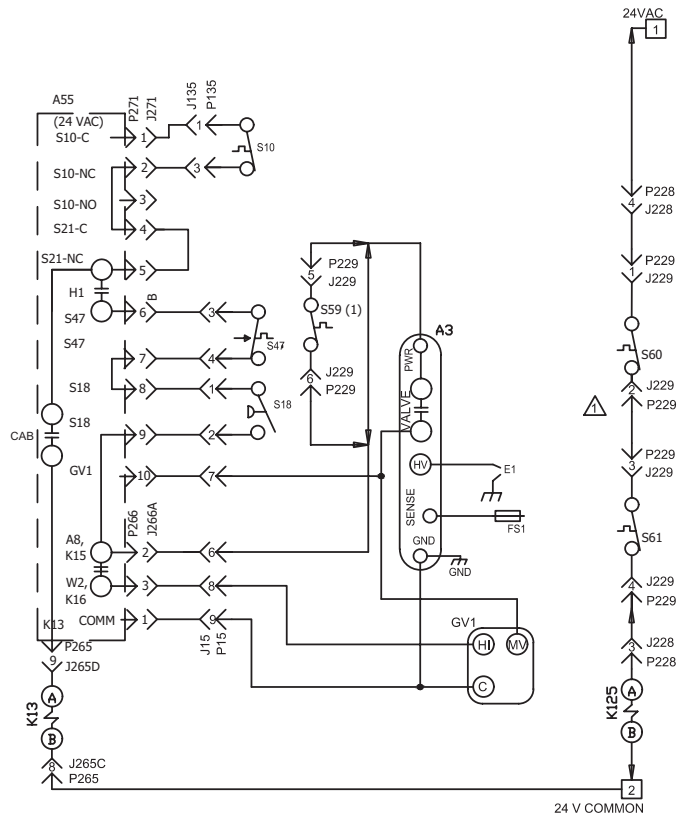 24VAC
1
A55
(24 VAC)
P271
J271
J135
P135
S10-C
1
1
S10
S10-NC
2
3
S10-NO
3
P228
4
J228
S21-C
4
S21-NC
5
P229
5
J229
P229
1
J229
H1
6
B
3
S59 (1)
S47
S47
A3
S47
7
4
PWR
S60
J229
6
P229
J229
2
P229
S18
8
1
S18
VALVE
1
S18
9
2
CAB
GV1
HV
E1
P229
3
J229
10
7
P266
J266A
SENSE
FS1
S61
A8,
K15
2
6
GND
GND
W2,
K16
3
8
4
J229
P229
K13
COMM
1
9
J15
P15
GV1
HI
MV
P265
9
J265D
J228
3
P228
C
K13
A
B
K125
A
B
8
J265C
P265
2
24 V COMMON